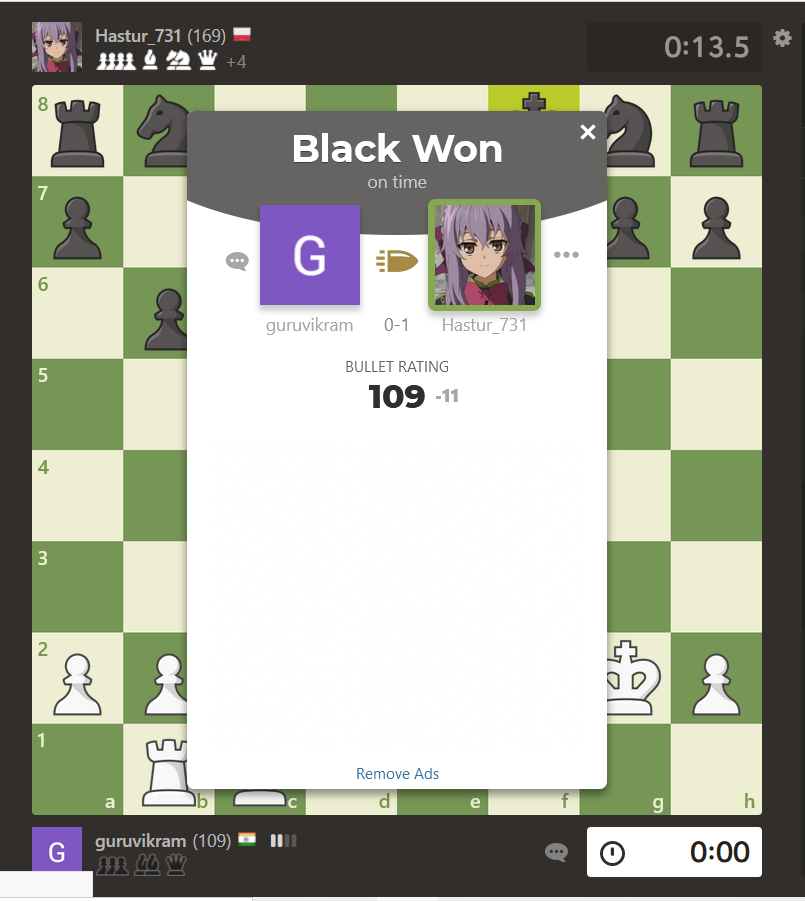 Hastur_731 (169)
+4
0:13.5
8
Black Won
on time
7
G
guruvikram
0-1
Hastur_731
6
BULLET RATING
109 -11
5
4
3
2
1
Remove Ads
a b c d e f g h
G
guruvikram (109)
0:00